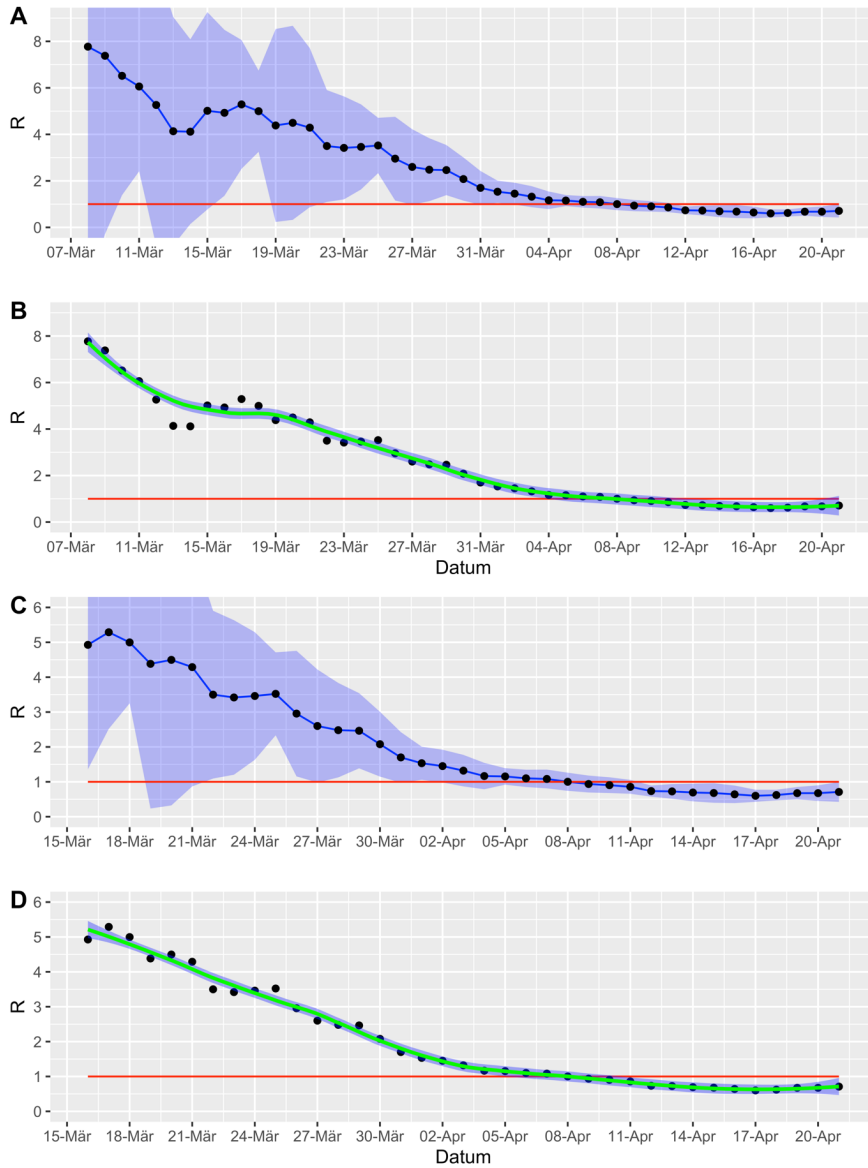 A
8
6
4
2
0
R
07-Mär 11-Mär 15-Mär 19-Mär 23-Mär 27-Mär 31-Mär 04-Apr 08-Apr 12-Apr 16-Apr 20-Apr
B
8
6
4
2
0
R
07-Mär 11-Mär 15-Mär 19-Mär 23-Mär 27-Mär 31-Mär 04-Apr 08-Apr 12-Apr 16-Apr 20-Apr
Datum
C
6
5
4
3
2
1
0
R
15-Mär 18-Mär 21-Mär 24-Mär 27-Mär 30-Mär 02-Apr 05-Apr 08-Apr 11-Apr 14-Apr 17-Apr 20-Apr
D
6
5
4
3
2
1
0
R
15-Mär 18-Mär 21-Mär 24-Mär 27-Mär 30-Mär 02-Apr 05-Apr 08-Apr 11-Apr 14-Apr 17-Apr 20-Apr
Datum